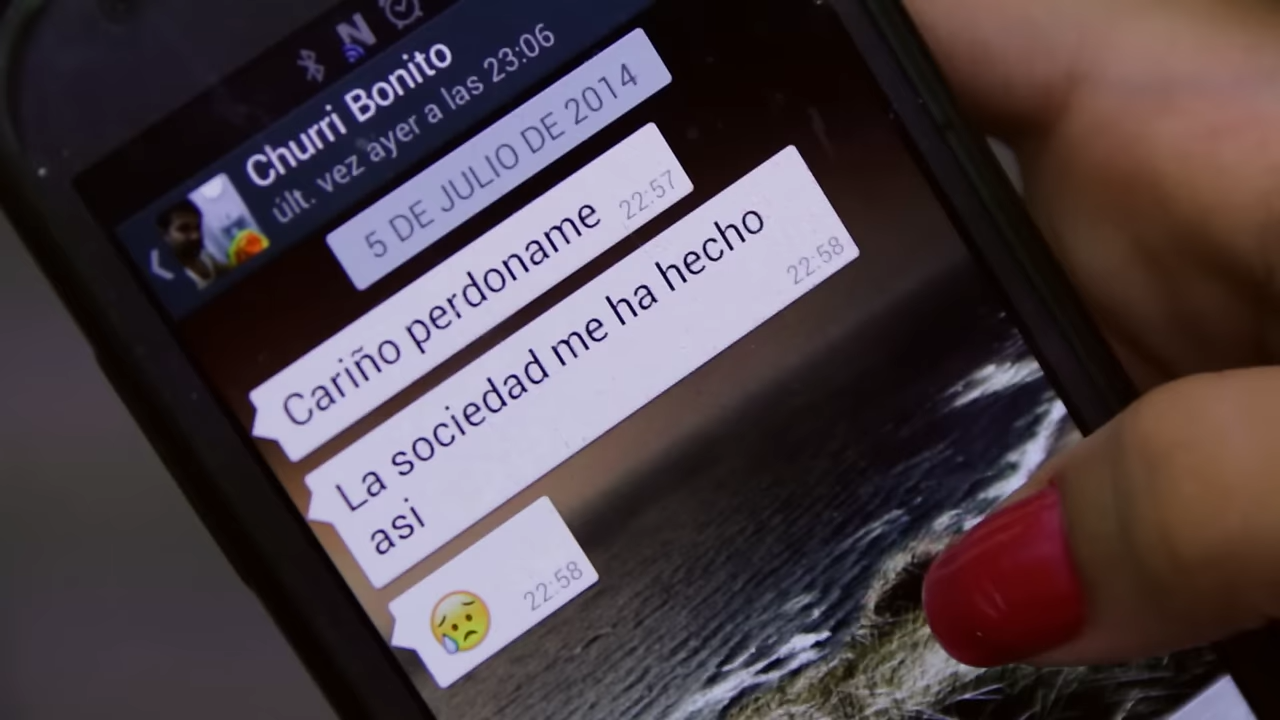 Churri Bonito
últ. vez ayer a las 23:06
5 DE JULIO DE 2014
Cariño perdoname 22:57
La sociedad me ha hecho
asi 22:58
22:58